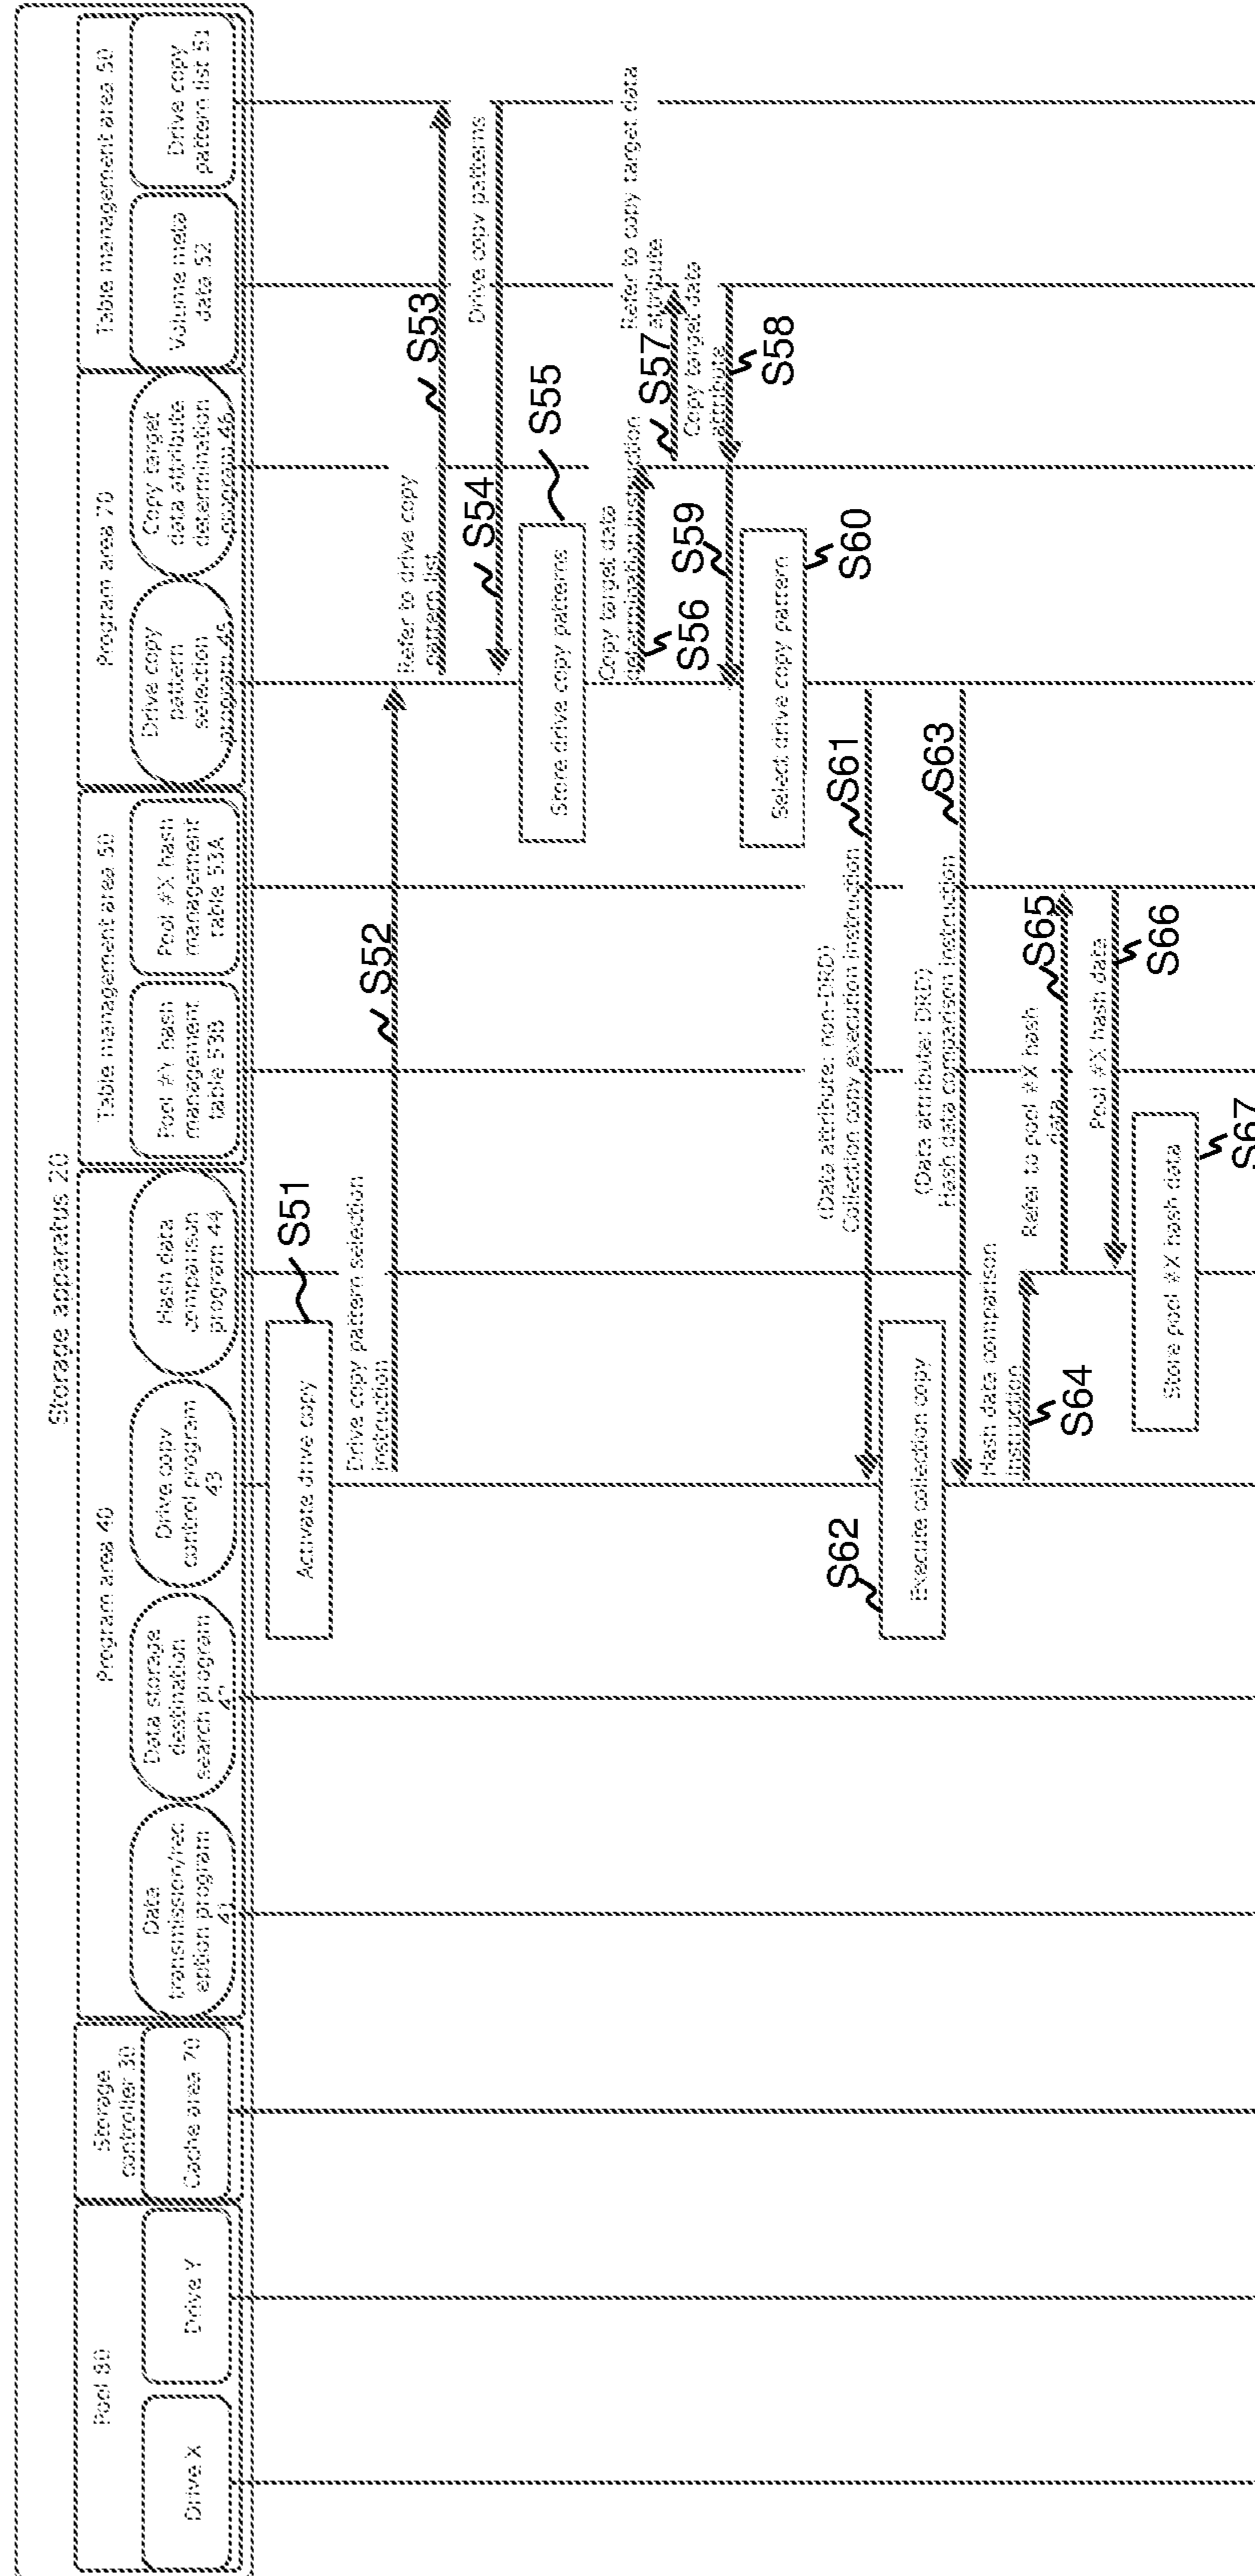 Storage apparatus 20
Pool 80
Drive X
Drive Y
Storage
controller 30
Cache area 70
Program area 40
Data
transmission/rec
eption program
41
Data storage
destination
search program
42
Drive copy
control program
43
Hash data
comparison
program 44
Table management area 50
Pool #Y hash
management
table 53B
Pool #X hash
management
table 53A
Program area 70
Drive copy
pattern
selection
program 45
Copy target
data attribute
determination
program 46
Table management area 50
Volume meta
data 52
Drive copy
pattern list 51
Activate drive copy
S51
Drive copy pattern selection
instruction
S52
Refer to drive copy
pattern list
S53
Drive copy patterns
S54
Store drive copy patterns
S55
Copy target data
determination instruction
S56
Refer to copy target data
attribute
S57
Copy target data
attribute
S58
S59
Select drive copy pattern
S60
(Data attribute: non-DRD)
Collection copy execution instruction
S61
Execute collection copy
S62
(Data attribute: DRD)
Hash data comparison instruction
S63
Hash data comparison
instruction
S64
Refer to pool #X hash
data
S65
Pool #X hash data
S66
Store pool #X hash data
S67